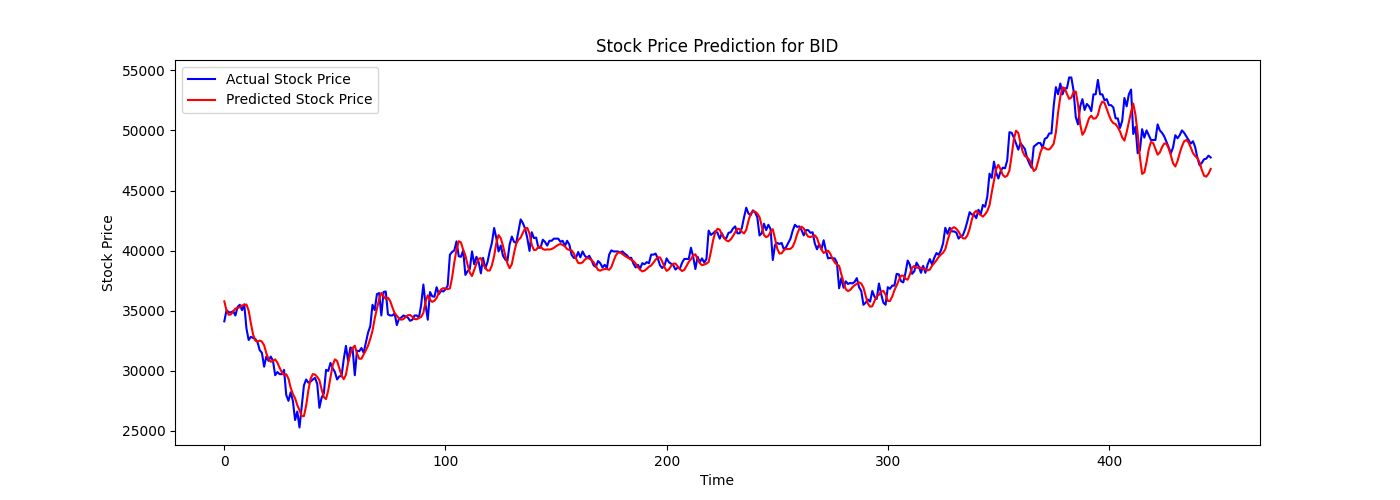 Stock Price Prediction for BID
Actual Stock Price
Predicted Stock Price
55000
50000
45000
40000
35000
30000
25000
Stock Price
0 100 200 300 400
Time